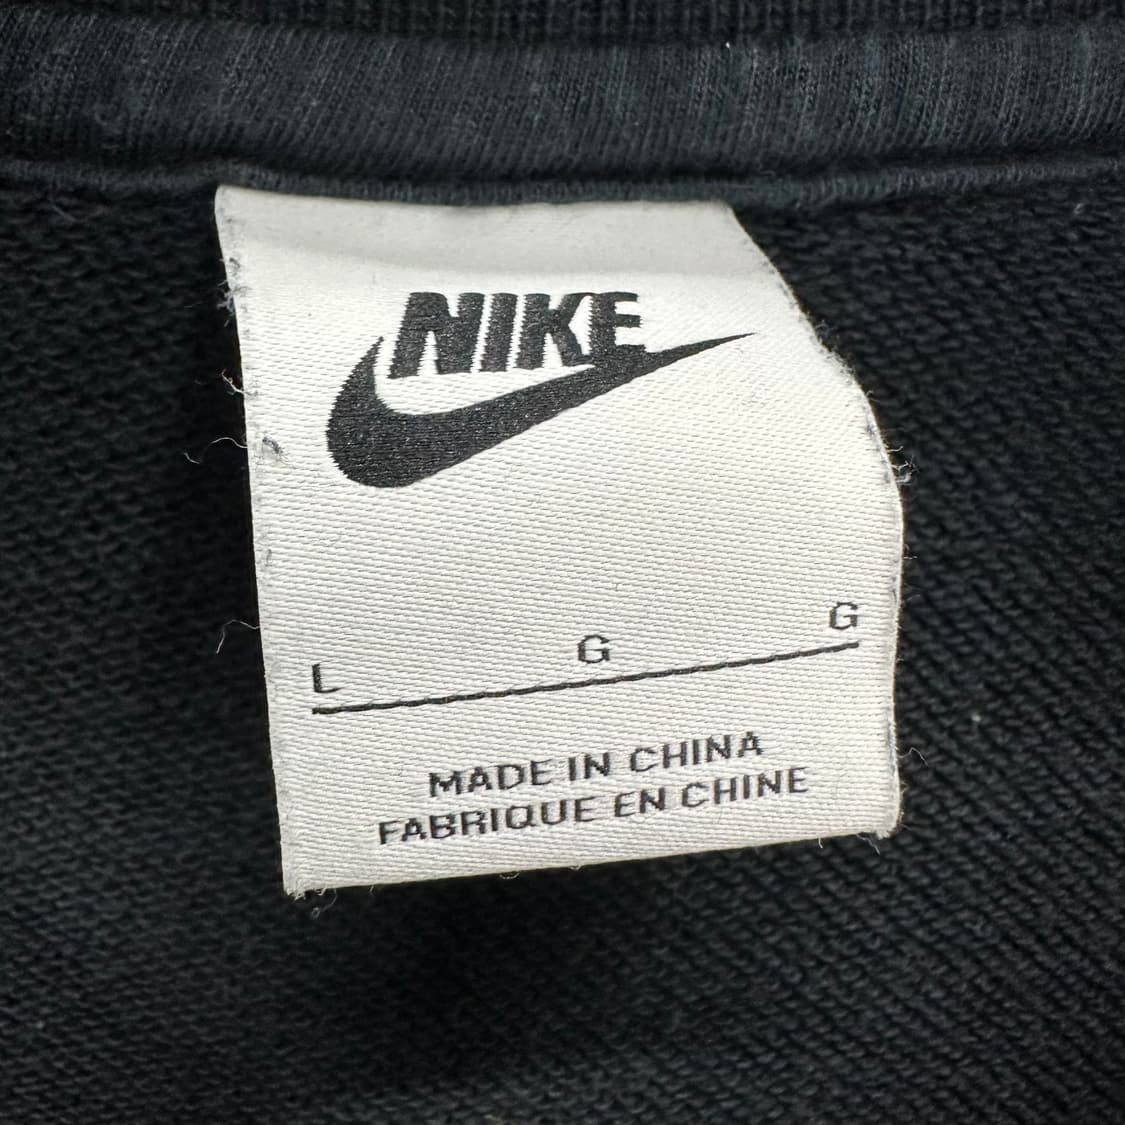 NIKE
L G G
MADE IN CHINA
FABRIQUE EN CHINE